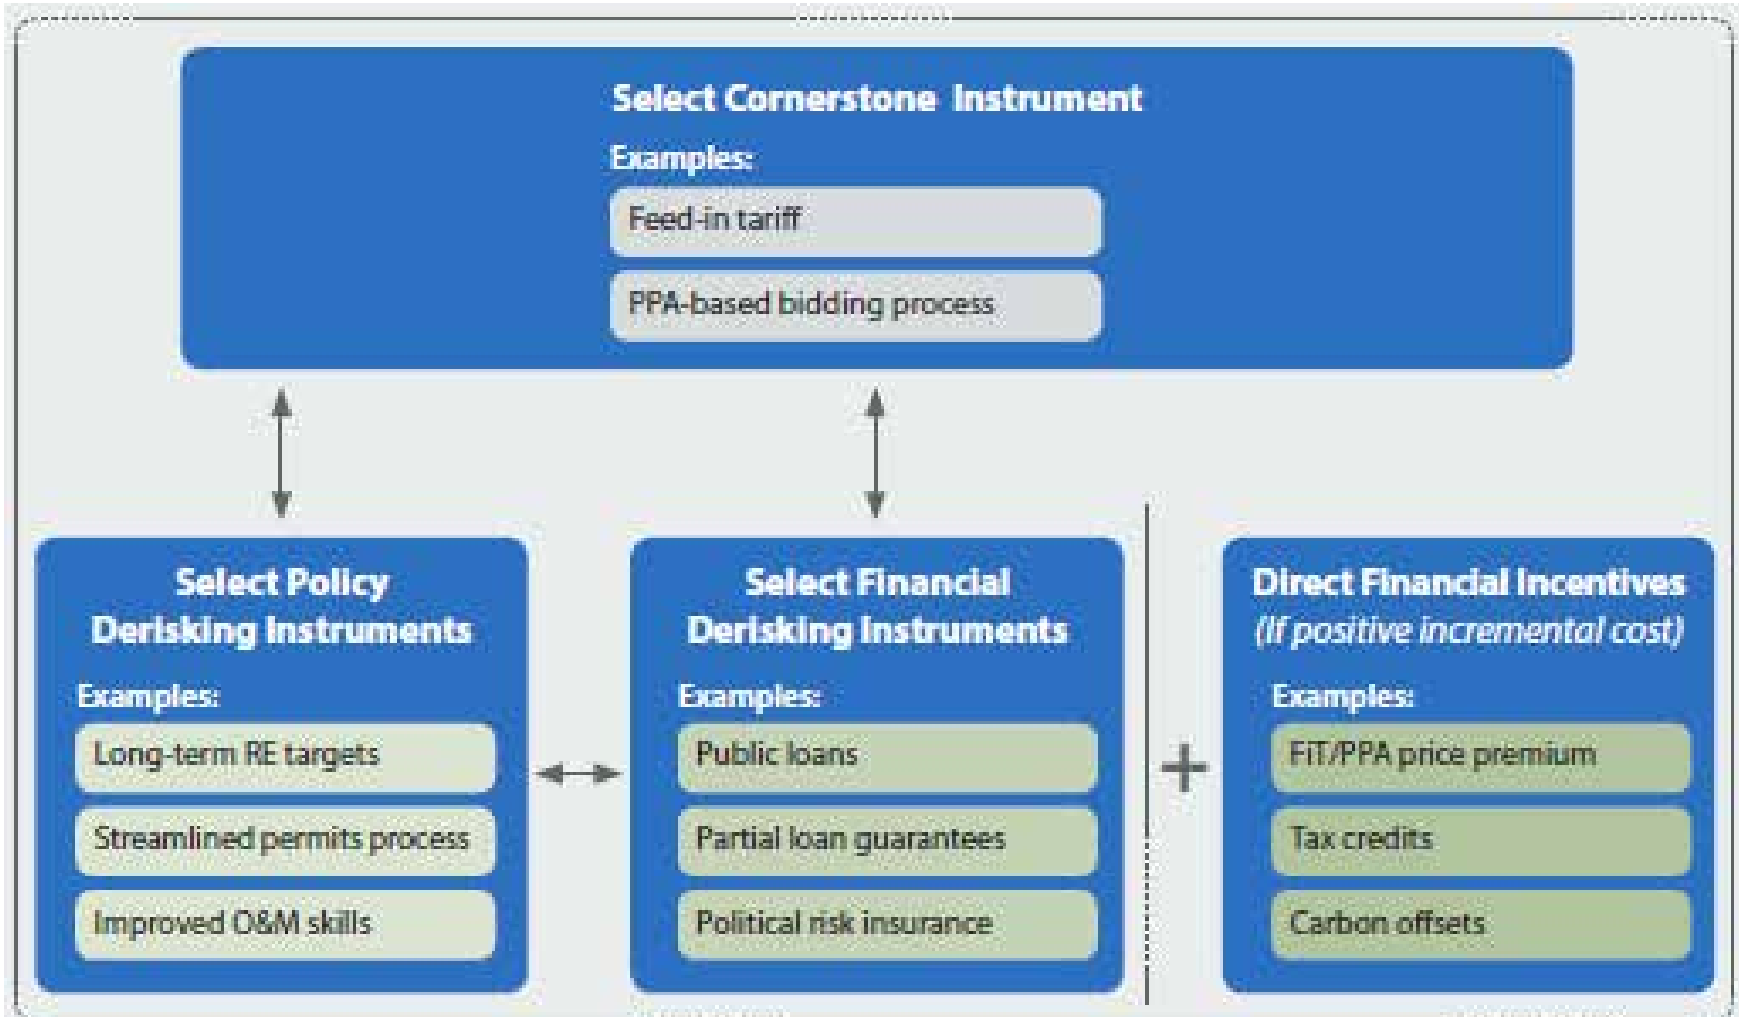 Select Cornerstone Instrument
Examples:
Feed-in tariff
PPA-based bidding process
Select Policy
Derisking Instruments
Examples:
Long-term RE targets
Streamlined permits process
Improved O&M skills
Select Financial
Derisking Instruments
Examples:
Public loans
Partial loan guarantees
Political risk insurance
+
Direct Financial Incentives
(If positive incremental cost)
Examples:
FiT/PPA price premium
Tax credits
Carbon offsets